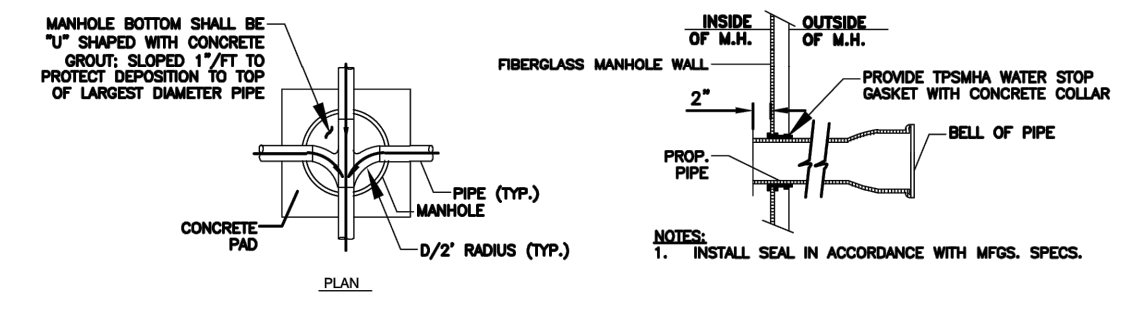 MANHOLE BOTTOM SHALL BE
"U" SHAPED WITH CONCRETE
GROUT; SLOPED 1"/FT TO
PROTECT DEPOSITION TO TOP
OF LARGEST DIAMETER PIPE
PIPE (TYP.)
MANHOLE
CONCRETE
PAD
D/2' RADIUS (TYP.)
PLAN
INSIDE
OF M.H.
OUTSIDE
OF M.H.
FIBERGLASS MANHOLE WALL
PROVIDE TPSMHA WATER STOP
GASKET WITH CONCRETE COLLAR
2"
BELL OF PIPE
PROP.
PIPE
NOTES:
1. INSTALL SEAL IN ACCORDANCE WITH MFGS. SPECS.